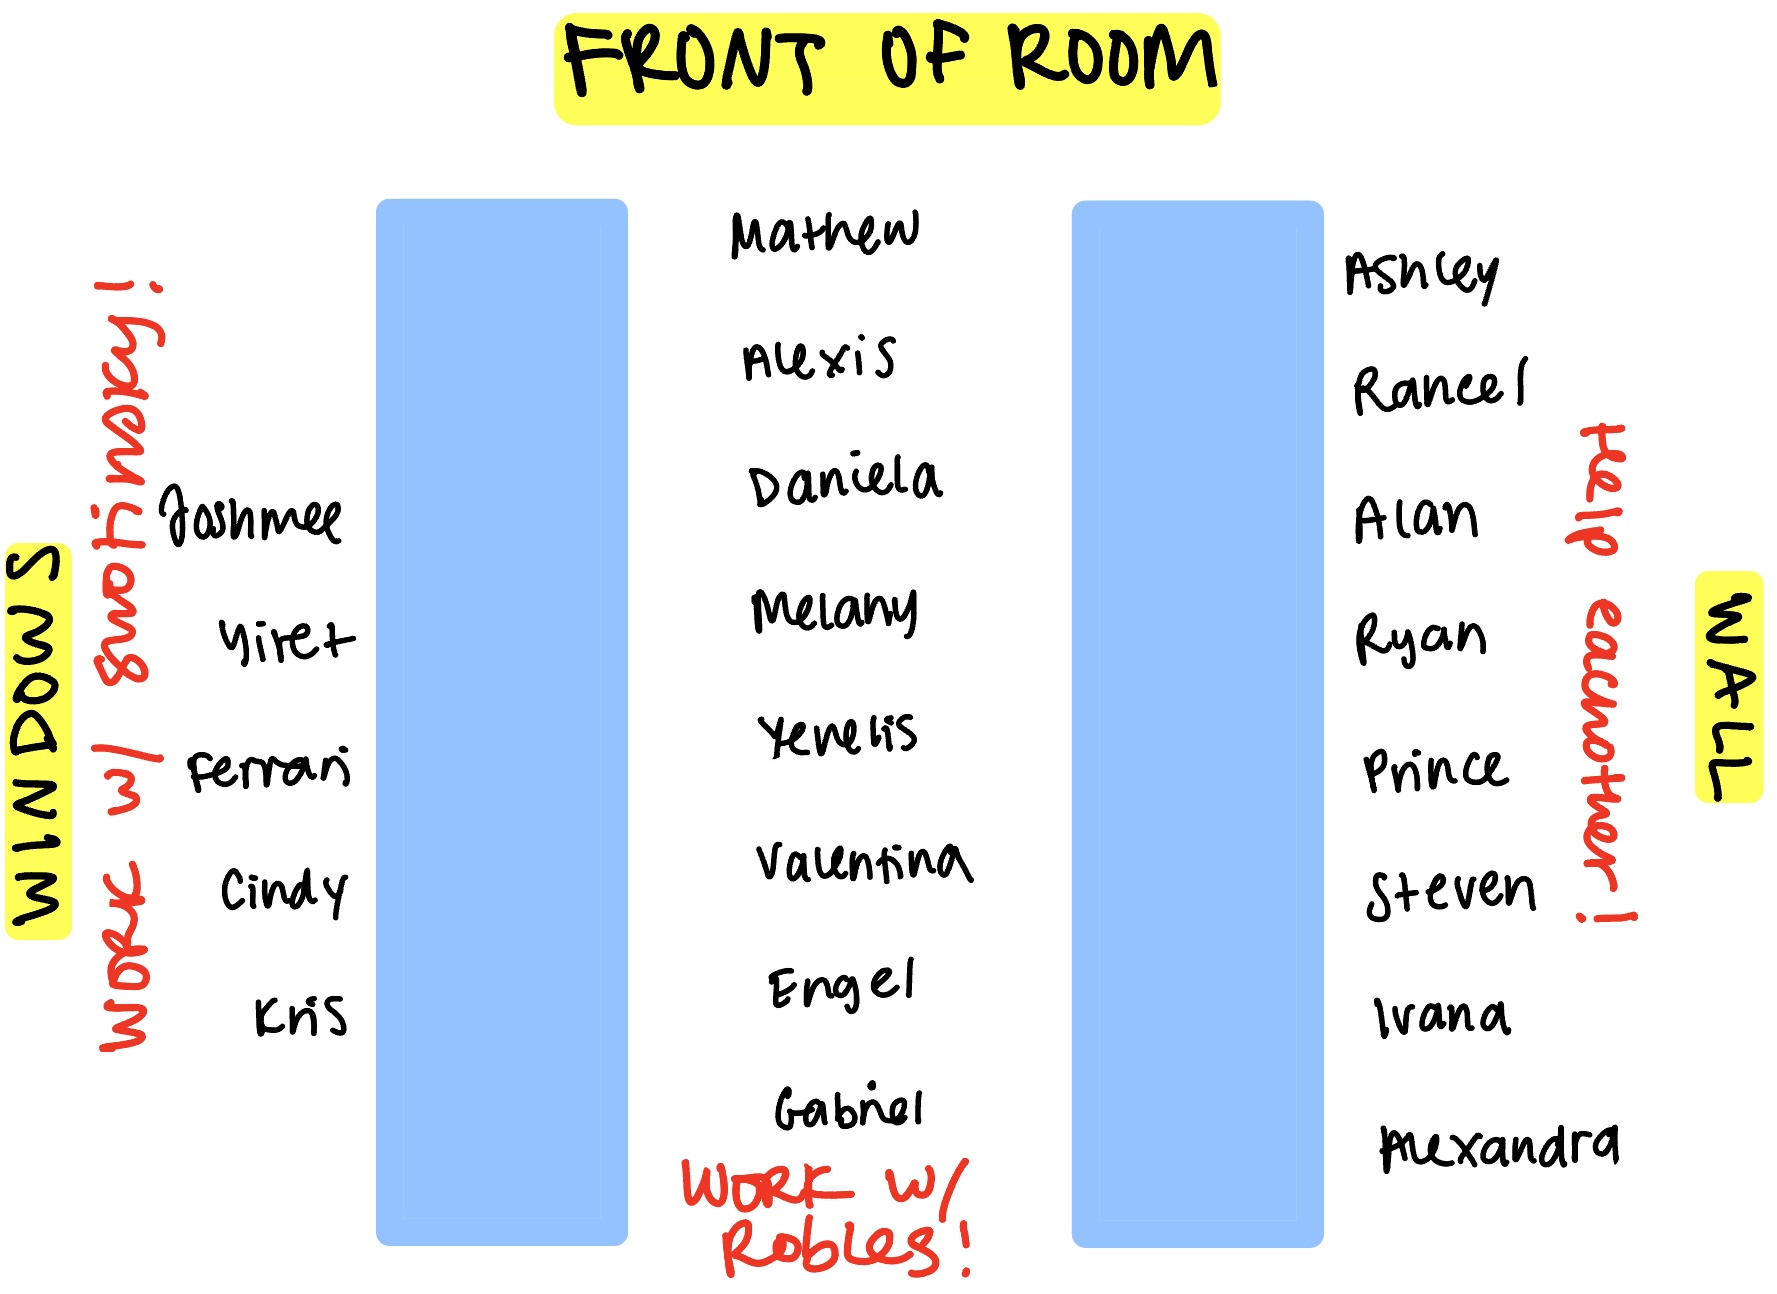 FRONT OF ROOM
WINDOWS
WORK w/ Smotinsky!
Joshmee
Yiret
Ferrari
Cindy
Kris
Mathew
Alexis
Daniela
Melany
Yenelis
Valentina
Engel
Gabriel
WORK W/
Robles!
Ashley
Rancel
Alan
Ryan
Prince
Steven
Ivana
Alexandra
Help eachother!
WALL